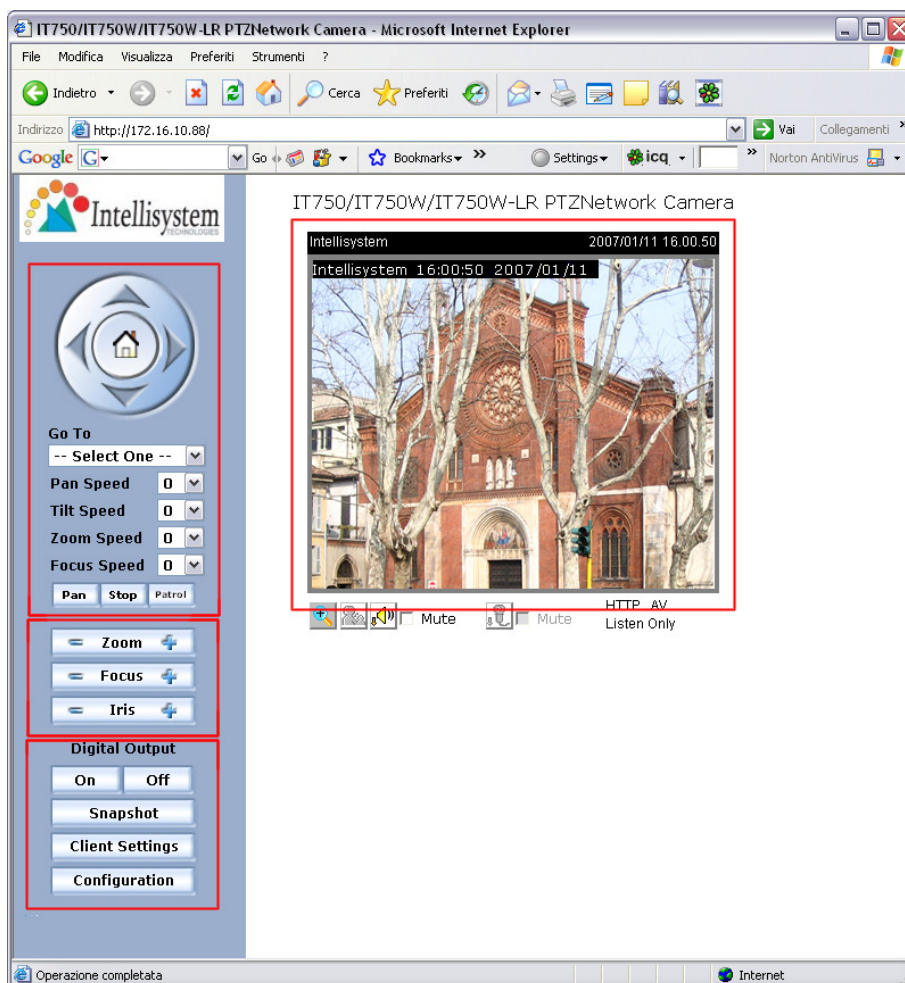 IT750/IT750W/IT750W-LR PTZNetwork Camera - Microsoft Internet Explorer
File Modifica Visualizza Preferiti Strumenti ?
Indietro Cerca Preferiti
Indirizzo http://172.16.10.88/ Vai Collegamenti »
Google G Go Bookmarks » Settings icq » Norton AntiVirus
Intellisystem
TECHNOLOGIES
IT750/IT750W/IT750W-LR PTZNetwork Camera
Intellisystem 2007/01/11 16.00.50
Intellisystem 16:00:50 2007/01/11
Go To
-- Select One --
Pan Speed 0
Tilt Speed 0
Zoom Speed 0
Focus Speed 0
Pan Stop Patrol
Mute Mute HTTP AV
Listen Only
Zoom
Focus
Iris
Digital Output
On Off
Snapshot
Client Settings
Configuration
Operazione completata Internet